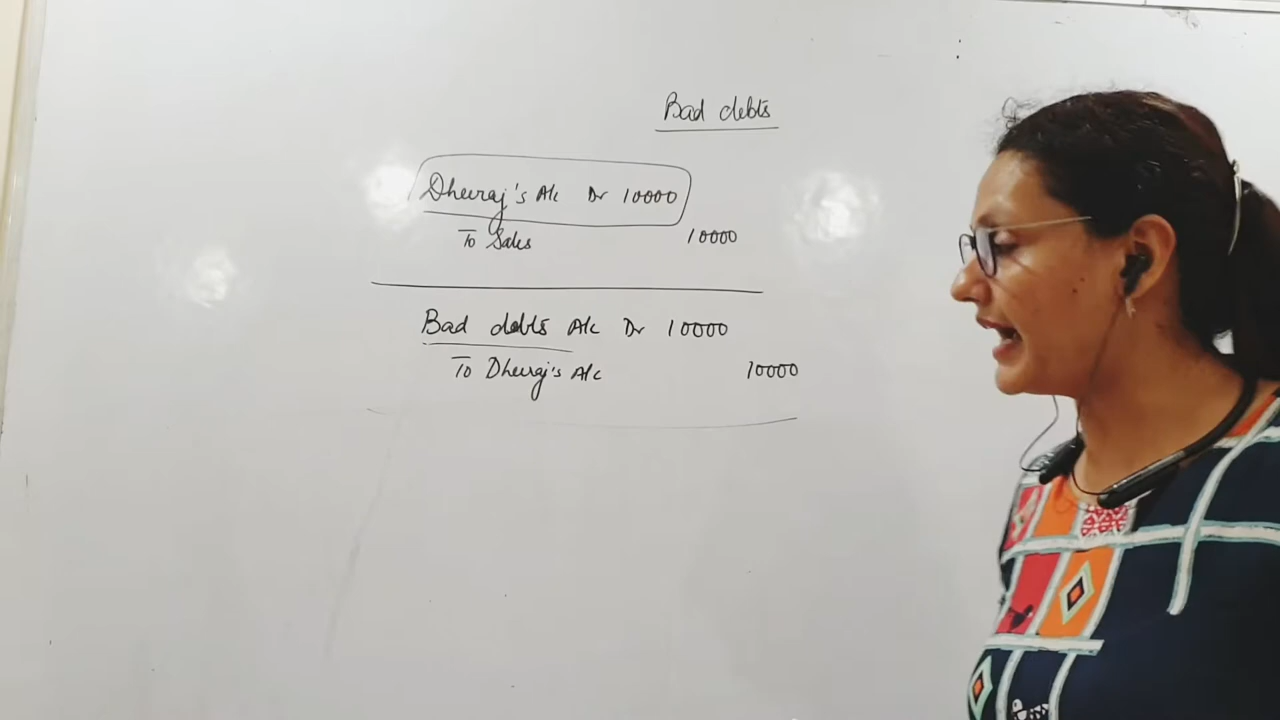 Bad debts
Dheeraj's A/c Dr 10000
To Sales 10000
Bad debts A/c Dr 10000
To Dheeraj's A/c 10000